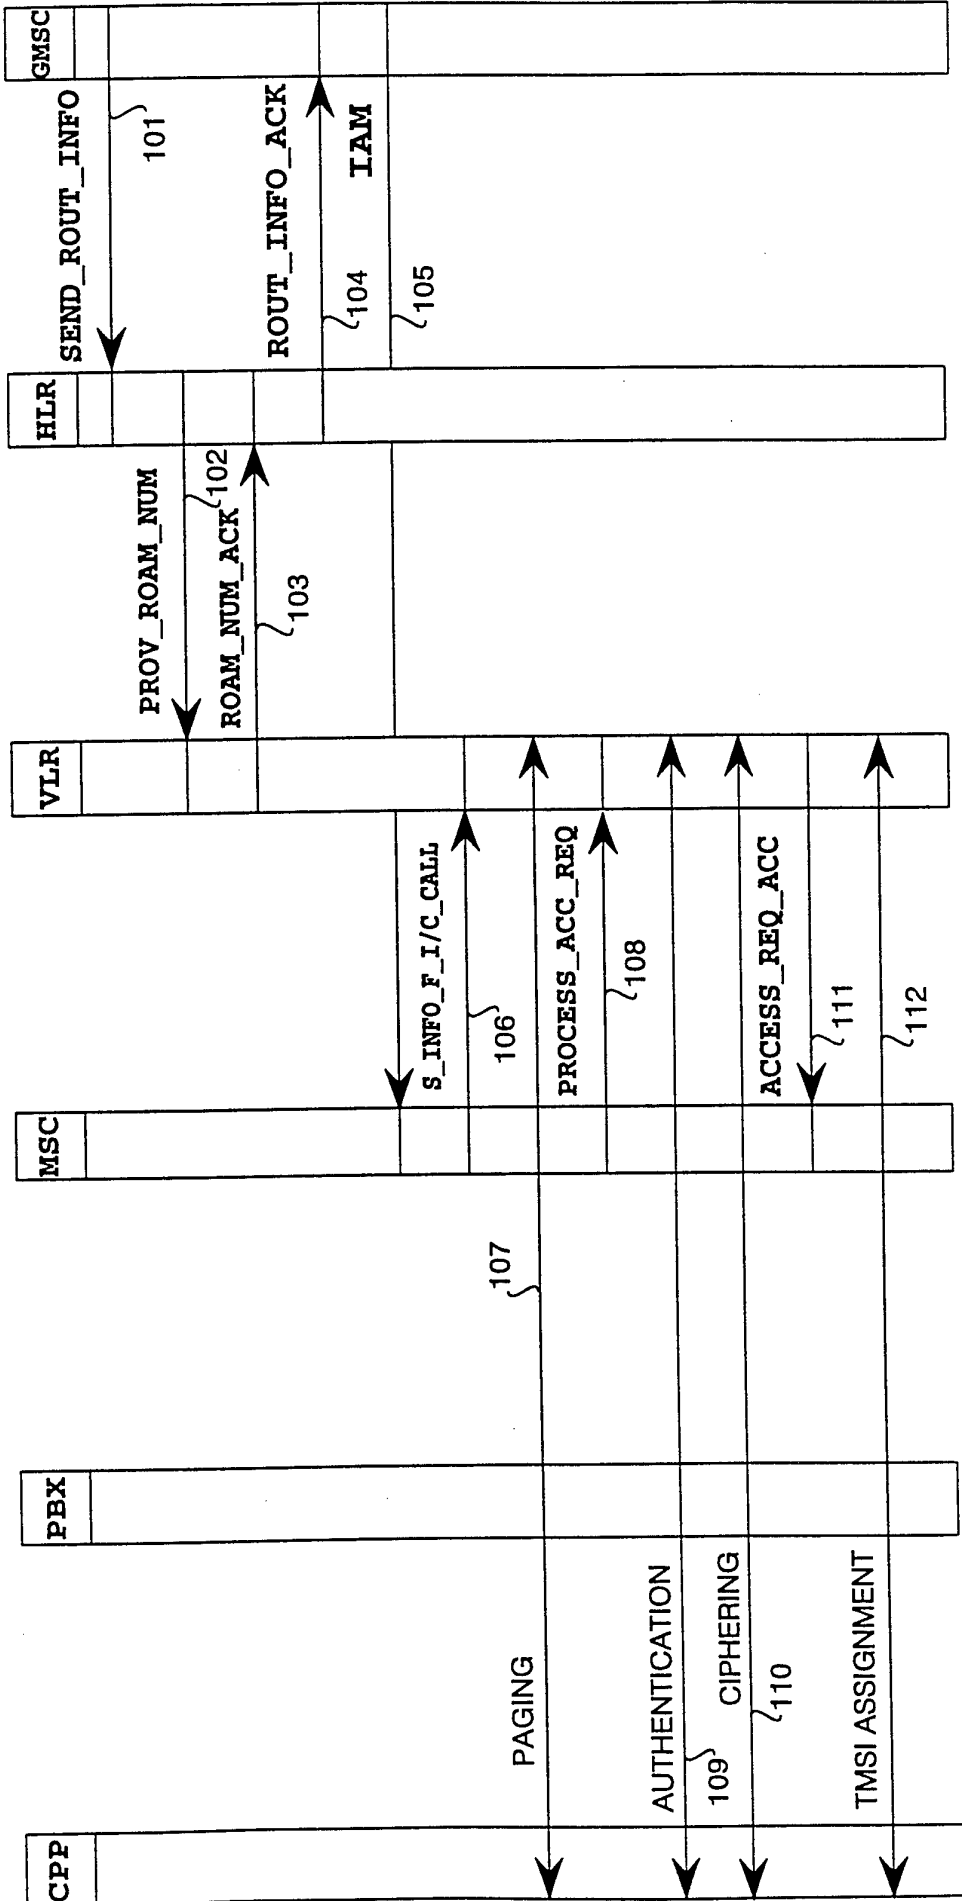 CPP
PBX
MSC
VLR
HLR
GMSC
SEND_ROUT_INFO
101
PROV_ROAM_NUM
102
ROAM_NUM_ACK
103
ROUT_INFO_ACK
104
IAM
105
S_INFO_F_I/C_CALL
106
PAGING
107
PROCESS_ACC_REQ
108
AUTHENTICATION
109
CIPHERING
110
ACCESS_REQ_ACC
111
TMSI ASSIGNMENT
112